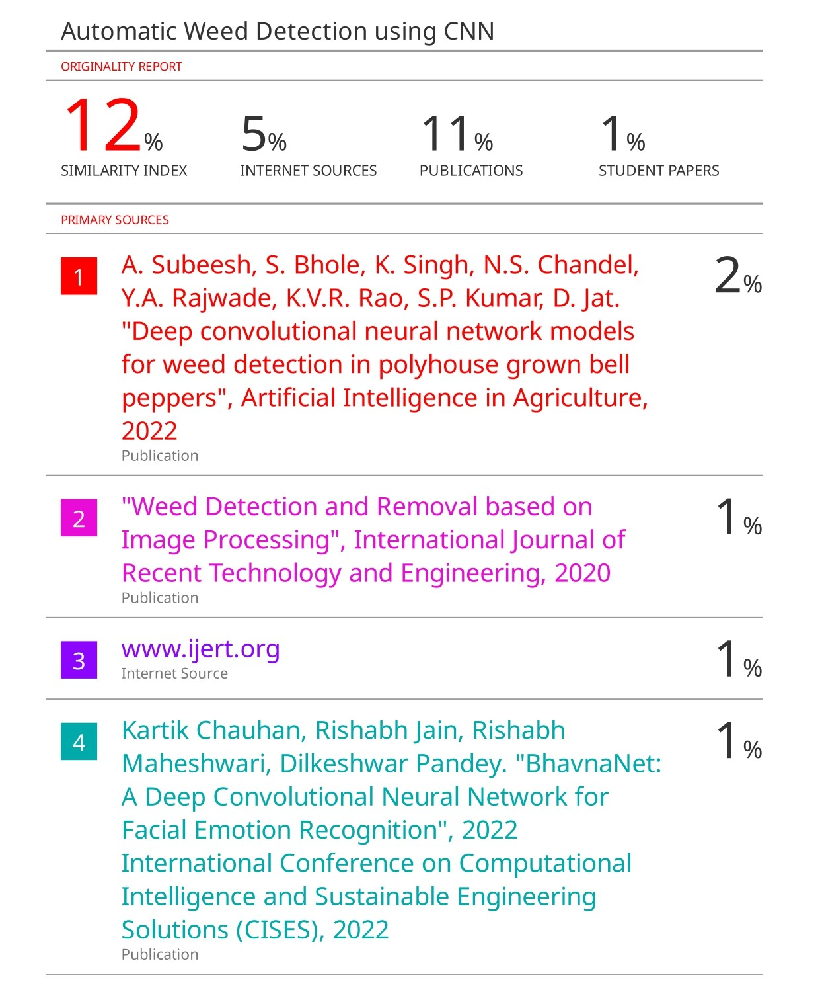 Automatic Weed Detection using CNN
ORIGINALITY REPORT
12% 5% 11% 1%
SIMILARITY INDEX INTERNET SOURCES PUBLICATIONS STUDENT PAPERS
PRIMARY SOURCES
1 A. Subeesh, S. Bhole, K. Singh, N.S. Chandel, 2%
Y.A. Rajwade, K.V.R. Rao, S.P. Kumar, D. Jat.
"Deep convolutional neural network models
for weed detection in polyhouse grown bell
peppers", Artificial Intelligence in Agriculture,
2022
Publication
2 "Weed Detection and Removal based on 1%
Image Processing", International Journal of
Recent Technology and Engineering, 2020
Publication
3 www.ijert.org 1%
Internet Source
4 Kartik Chauhan, Rishabh Jain, Rishabh 1%
Maheshwari, Dilkeshwar Pandey. "BhavnaNet:
A Deep Convolutional Neural Network for
Facial Emotion Recognition", 2022
International Conference on Computational
Intelligence and Sustainable Engineering
Solutions (CISES), 2022
Publication